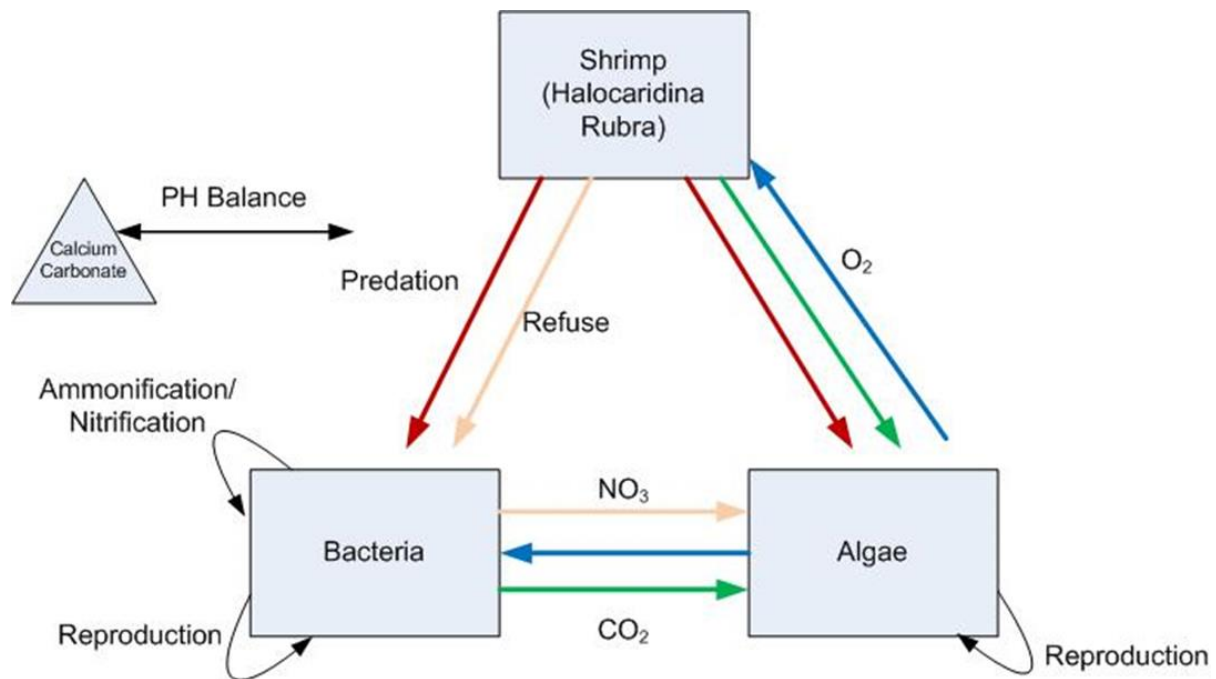 Shrimp
(Halocaridina
Rubra)
PH Balance
Calcium
Carbonate
Predation
O₂
Refuse
Ammonification/
Nitrification
NO₃
Bacteria
Algae
CO₂
Reproduction
Reproduction